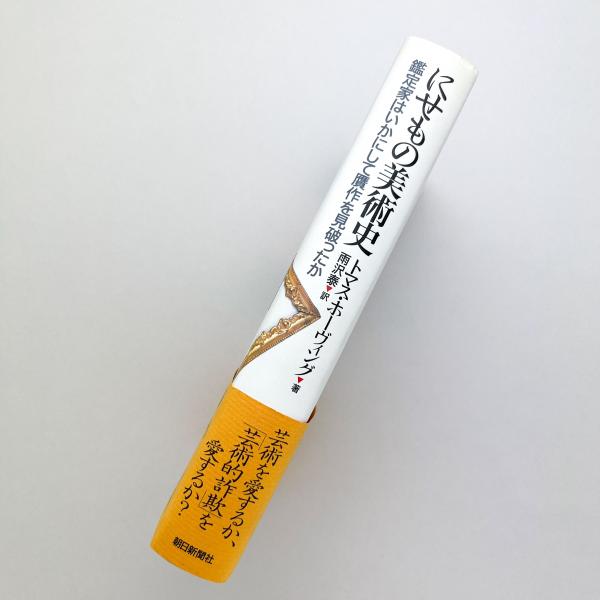 にせもの美術史
鑑定家はいかにして贋作を見破ったか
トマス・ホーヴィング▼著
雨沢泰▼訳
芸術を愛するか、
「芸術的詐欺」を
愛するか?
朝日新聞社